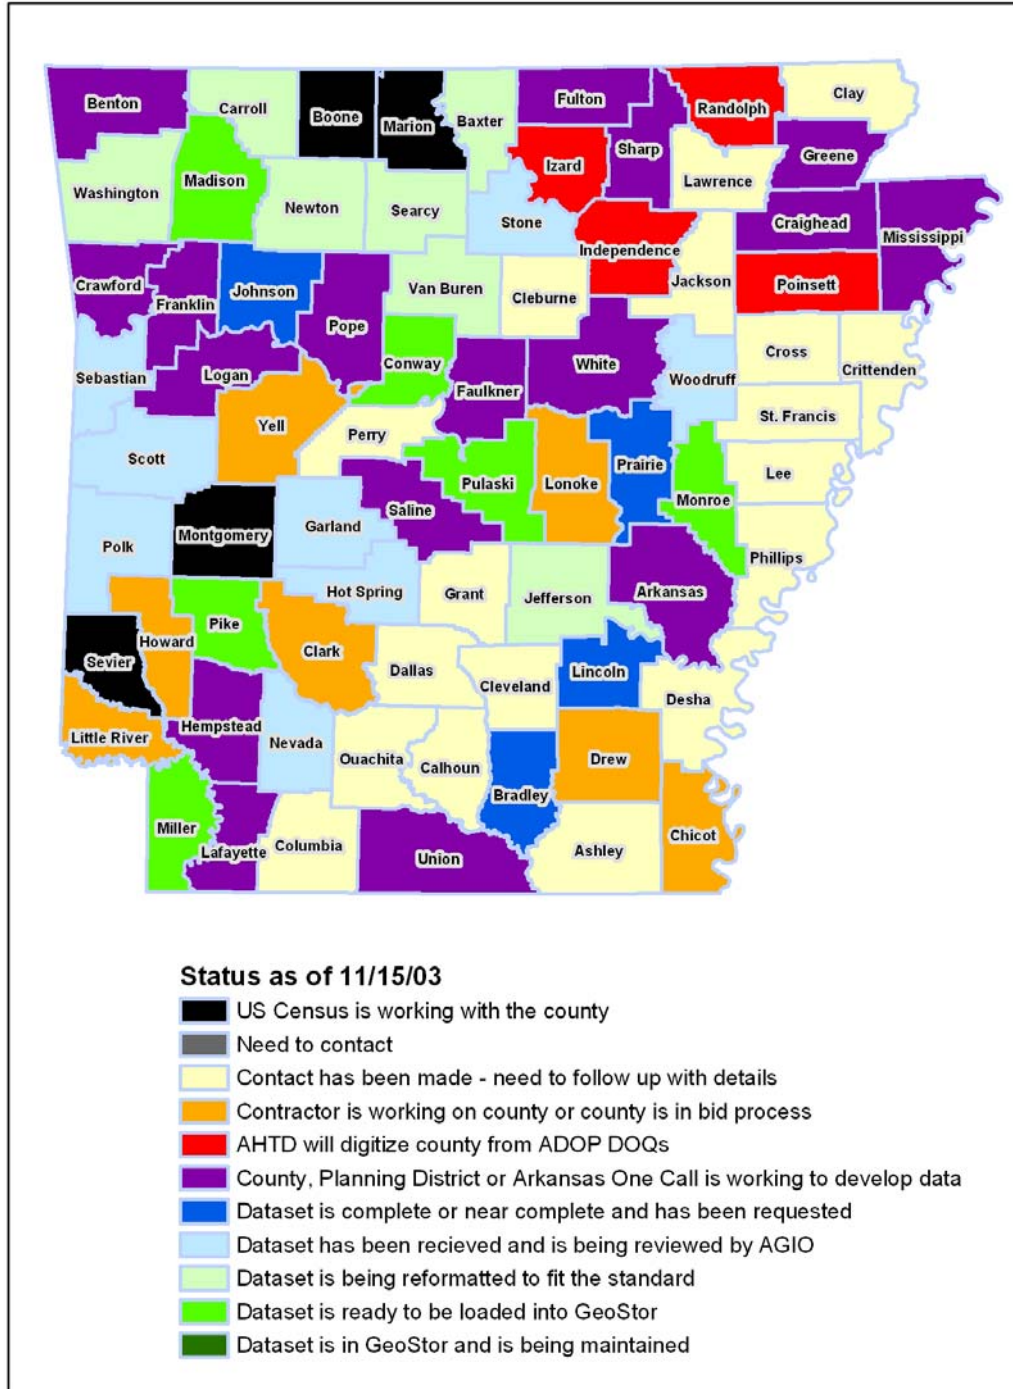 Benton
Carroll
Boone
Marion
Baxter
Fulton
Randolph
Clay
Sharp
Izard
Greene
Lawrence
Washington
Madison
Newton
Searcy
Stone
Craighead
Mississippi
Independence
Crawford
Franklin
Johnson
Pope
Van Buren
Cleburne
Jackson
Poinsett
Sebastian
Logan
Conway
Faulkner
White
Woodruff
Cross
Crittenden
Yell
Perry
St. Francis
Scott
Pulaski
Lonoke
Prairie
Monroe
Lee
Polk
Montgomery
Garland
Saline
Phillips
Hot Spring
Grant
Jefferson
Arkansas
Sevier
Howard
Pike
Clark
Dallas
Cleveland
Lincoln
Desha
Little River
Hempstead
Nevada
Ouachita
Calhoun
Bradley
Drew
Chicot
Miller
Lafayette
Columbia
Union
Ashley
Status as of 11/15/03
US Census is working with the county
Need to contact
Contact has been made - need to follow up with details
Contractor is working on county or county is in bid process
AHTD will digitize county from ADOP DOQs
County, Planning District or Arkansas One Call is working to develop data
Dataset is complete or near complete and has been requested
Dataset has been recieved and is being reviewed by AGIO
Dataset is being reformatted to fit the standard
Dataset is ready to be loaded into GeoStor
Dataset is in GeoStor and is being maintained